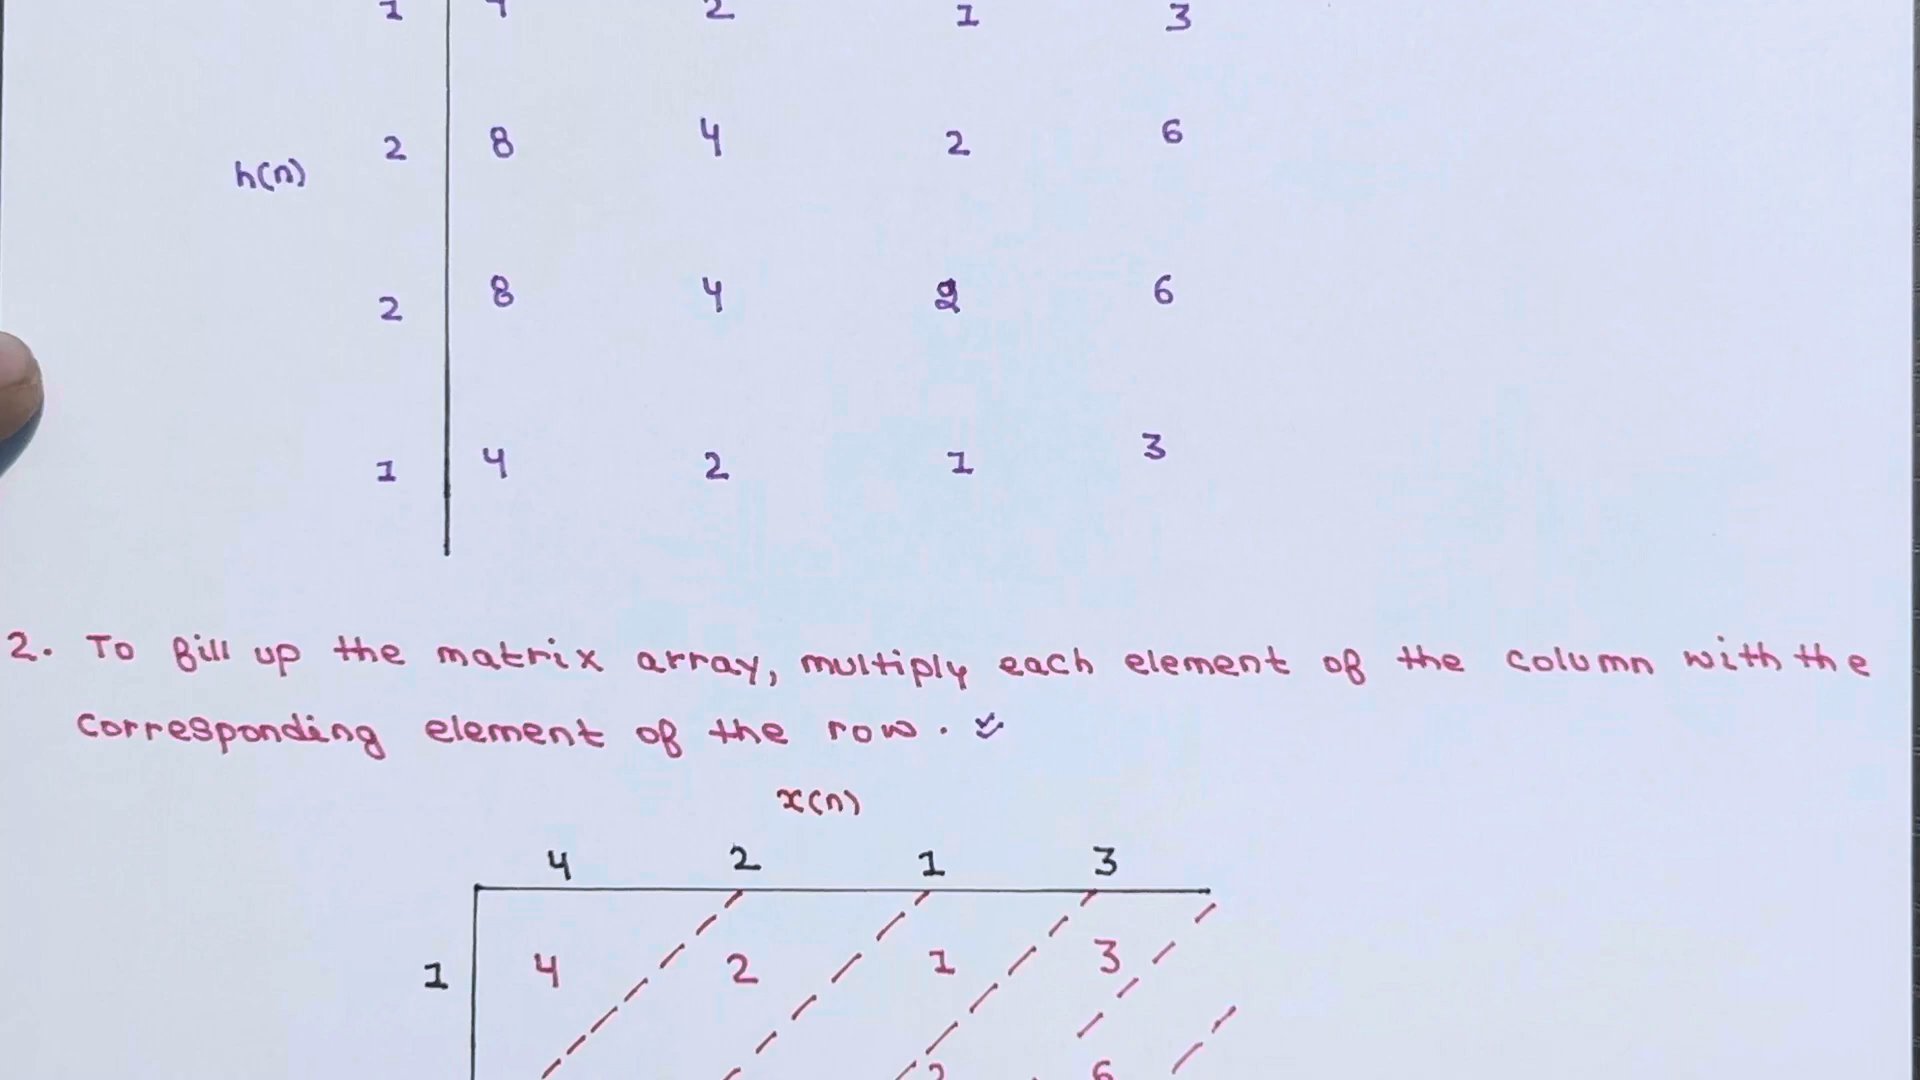 1 4 2 1 3
2 8 4 2 6
h(n)
2 8 4 2 6
1 4 2 1 3
2. To fill up the matrix array, multiply each element of the column with the
corresponding element of the row.
x(n)
4 2 1 3
1 4 2 1 3
2 6